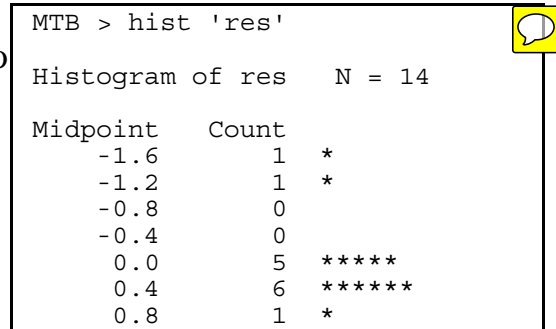 MTB > hist 'res'
Histogram of res   N = 14
Midpoint   Count
-1.6   1   *
-1.2   1   *
-0.8   0
-0.4   0
0.0   5   *****
0.4   6   ******
0.8   1   *